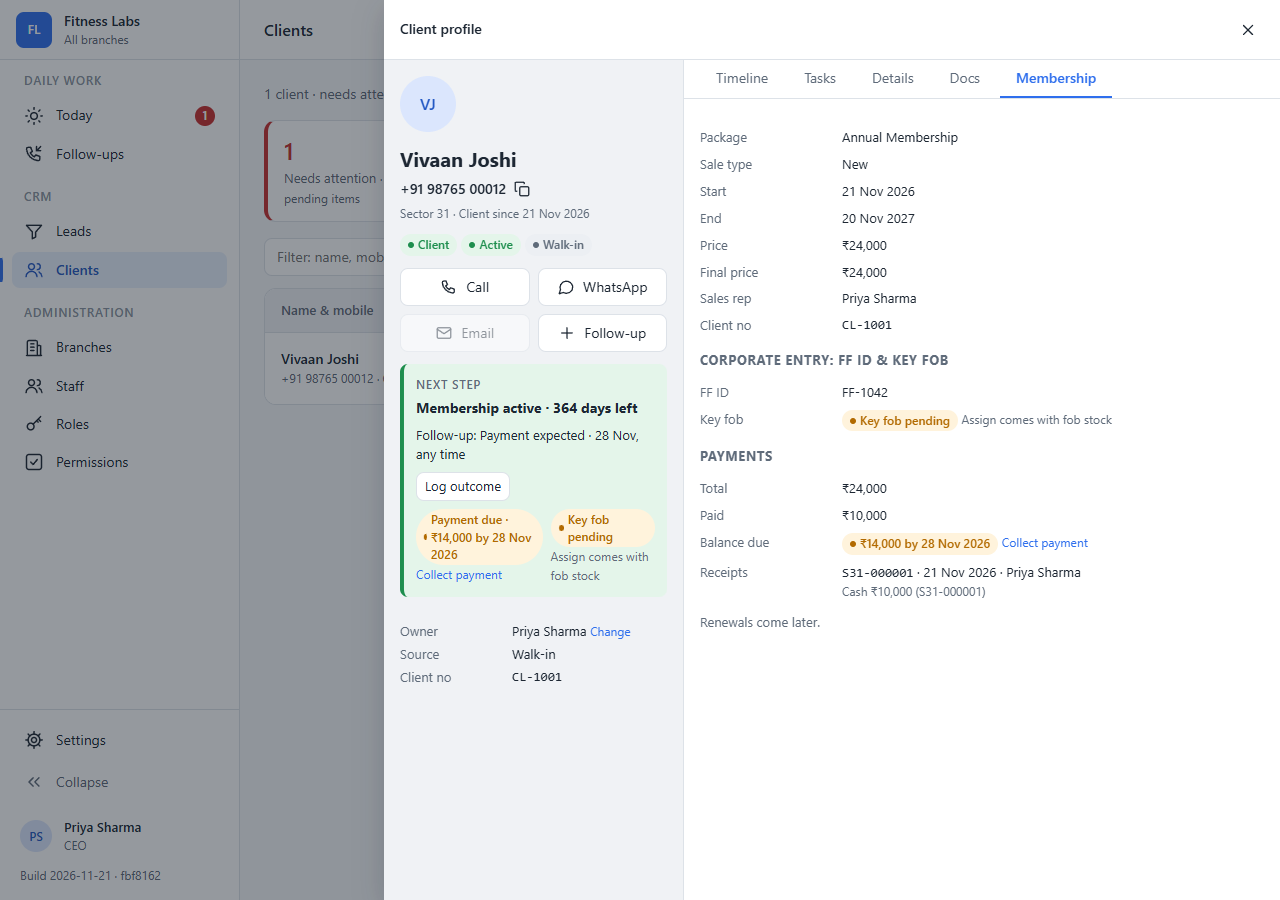 FL
Fitness Labs
All branches
DAILY WORK
Today
1
Follow-ups
CRM
Leads
Clients
ADMINISTRATION
Branches
Staff
Roles
Permissions
Settings
Collapse
PS
Priya Sharma
CEO
Build 2026-11-21 · fbf8162
Clients
1 client · needs atte
1
Needs attention ·
pending items
Filter: name, mob
Name & mobile
Vivaan Joshi
+91 98765 00012 ·
Client profile
VJ
Vivaan Joshi
+91 98765 00012
Sector 31 · Client since 21 Nov 2026
Client
Active
Walk-in
Call
WhatsApp
Email
Follow-up
NEXT STEP
Membership active · 364 days left
Follow-up: Payment expected · 28 Nov,
any time
Log outcome
Payment due ·
₹14,000 by 28 Nov
2026
Collect payment
Key fob
pending
Assign comes with
fob stock
Owner
Priya Sharma Change
Source
Walk-in
Client no
CL-1001
Timeline
Tasks
Details
Docs
Membership
Package
Annual Membership
Sale type
New
Start
21 Nov 2026
End
20 Nov 2027
Price
₹24,000
Final price
₹24,000
Sales rep
Priya Sharma
Client no
CL-1001
CORPORATE ENTRY: FF ID & KEY FOB
FF ID
FF-1042
Key fob
Key fob pending Assign comes with fob stock
PAYMENTS
Total
₹24,000
Paid
₹10,000
Balance due
₹14,000 by 28 Nov 2026 Collect payment
Receipts
S31-000001 · 21 Nov 2026 · Priya Sharma
Cash ₹10,000 (S31-000001)
Renewals come later.